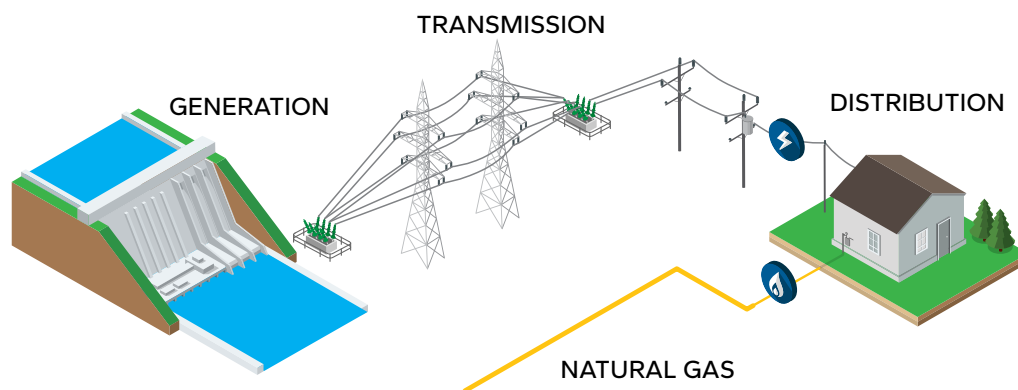 TRANSMISSION
GENERATION
DISTRIBUTION
NATURAL GAS